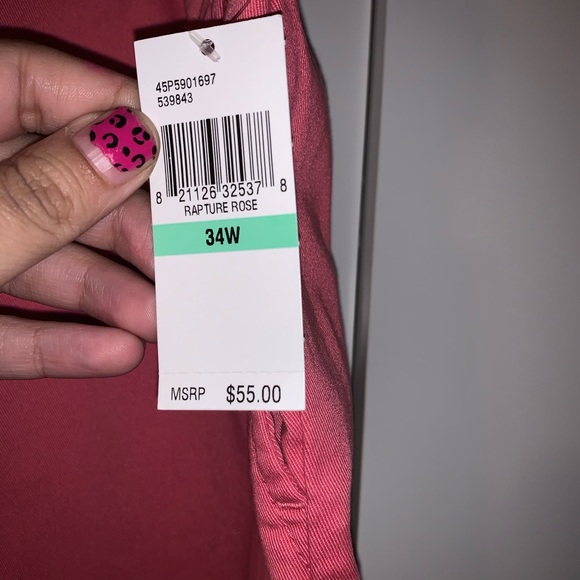 45P5901697
539843
8 21126 32537 8
RAPTURE ROSE
34W
MSRP $55.00